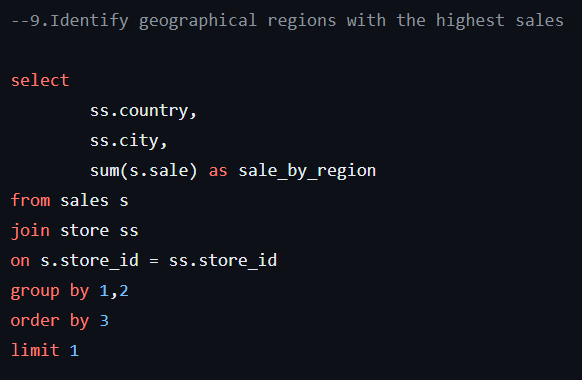 --9.Identify geographical regions with the highest sales
select
ss.country,
ss.city,
sum(s.sale) as sale_by_region
from sales s
join store ss
on s.store_id = ss.store_id
group by 1,2
order by 3
limit 1